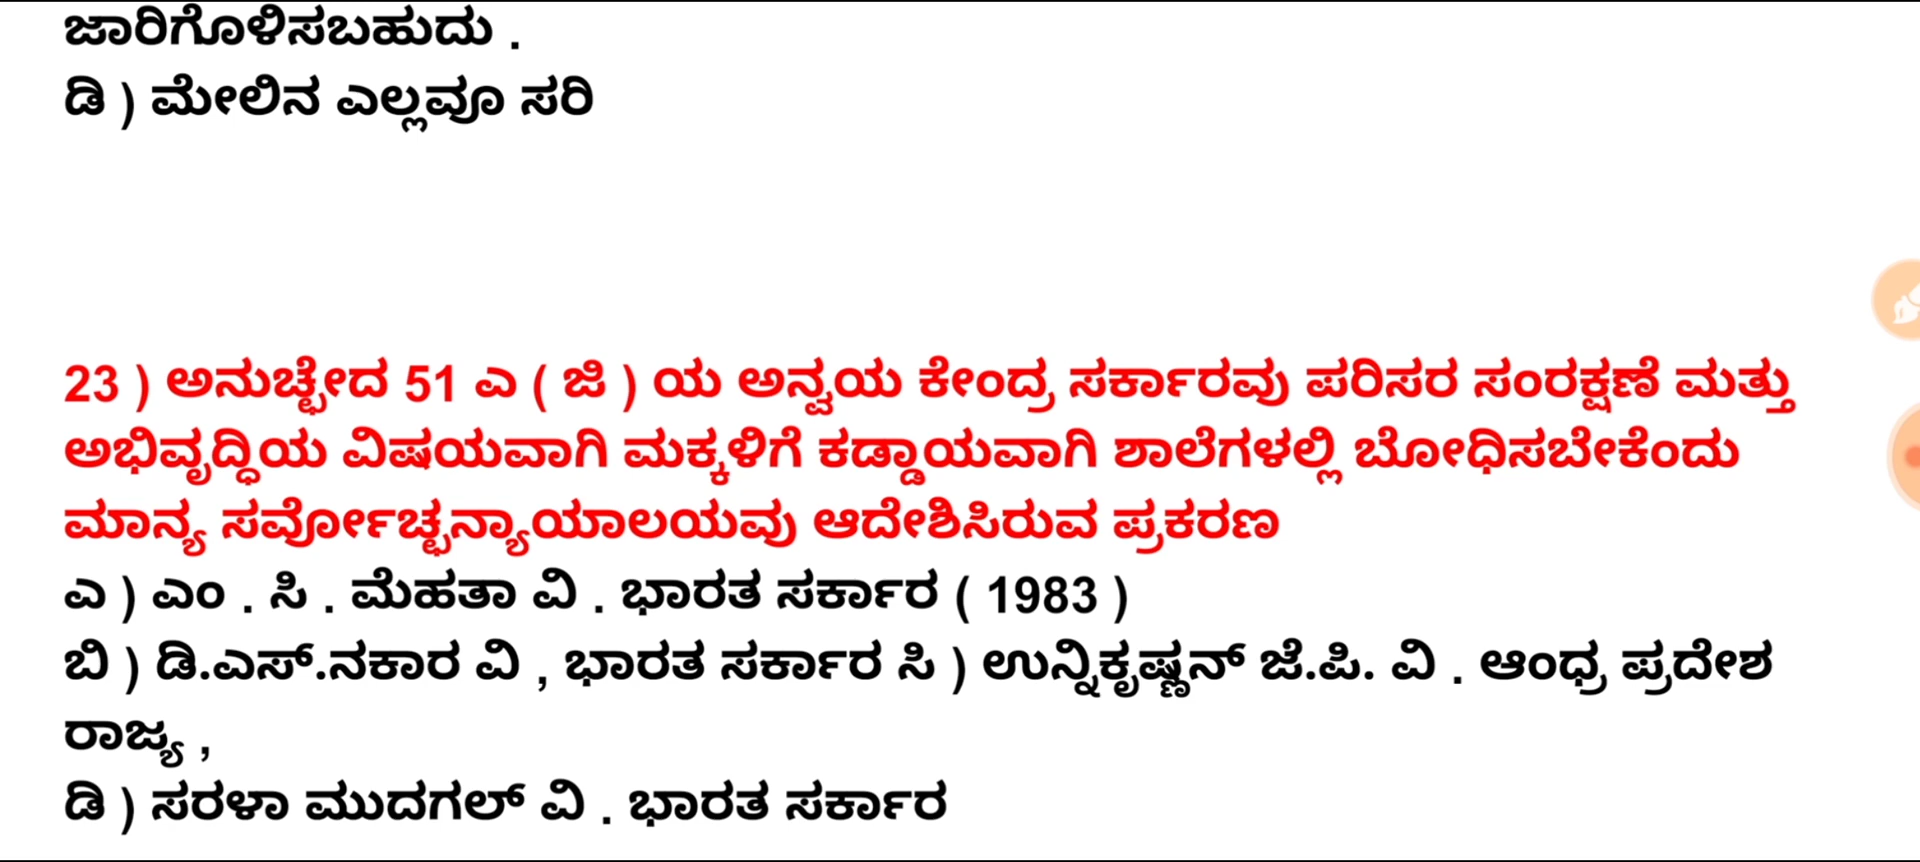 ಜಾರಿಗೊಳಿಸಬಹುದು .
ಡಿ ) ಮೇಲಿನ ಎಲ್ಲವೂ ಸರಿ
23 ) ಅನುಚ್ಛೇದ 51 ಎ ( ಜಿ ) ಯ ಅನ್ವಯ ಕೇಂದ್ರ ಸರ್ಕಾರವು ಪರಿಸರ ಸಂರಕ್ಷಣೆ ಮತ್ತು
ಅಭಿವೃದ್ಧಿಯ ವಿಷಯವಾಗಿ ಮಕ್ಕಳಿಗೆ ಕಡ್ಡಾಯವಾಗಿ ಶಾಲೆಗಳಲ್ಲಿ ಬೋಧಿಸಬೇಕೆಂದು
ಮಾನ್ಯ ಸರ್ವೋಚ್ಛನ್ಯಾಯಾಲಯವು ಆದೇಶಿಸಿರುವ ಪ್ರಕರಣ
ಎ ) ಎಂ . ಸಿ . ಮೆಹತಾ ವಿ . ಭಾರತ ಸರ್ಕಾರ ( 1983 )
ಬಿ ) ಡಿ.ಎಸ್.ನಕಾರ ವಿ , ಭಾರತ ಸರ್ಕಾರ ಸಿ ) ಉನ್ನಿಕೃಷ್ಣನ್ ಜೆ.ಪಿ. ವಿ . ಆಂಧ್ರ ಪ್ರದೇಶ
ರಾಜ್ಯ ,
ಡಿ ) ಸರಳಾ ಮುದಗಲ್ ವಿ . ಭಾರತ ಸರ್ಕಾರ